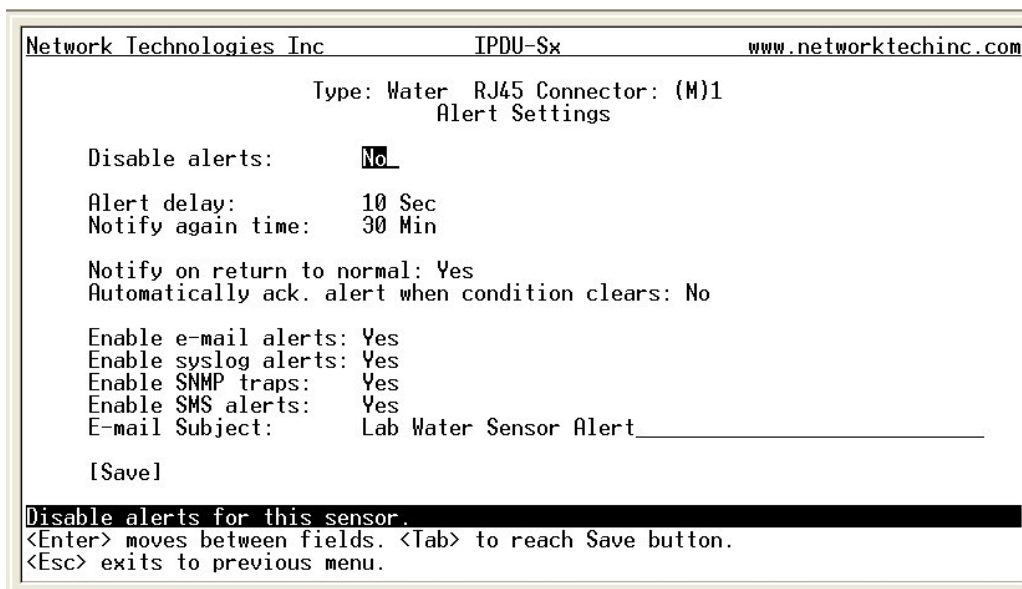 Network Technologies Inc IPDU-Sx www.networktechinc.com
Type: Water RJ45 Connector: (M)1
Alert Settings
Disable alerts: No
Alert delay: 10 Sec
Notify again time: 30 Min
Notify on return to normal: Yes
Automatically ack. alert when condition clears: No
Enable e-mail alerts: Yes
Enable syslog alerts: Yes
Enable SNMP traps: Yes
Enable SMS alerts: Yes
E-mail Subject: Lab Water Sensor Alert
[Save]
Disable alerts for this sensor.
<Enter> moves between fields. <Tab> to reach Save button.
<Esc> exits to previous menu.